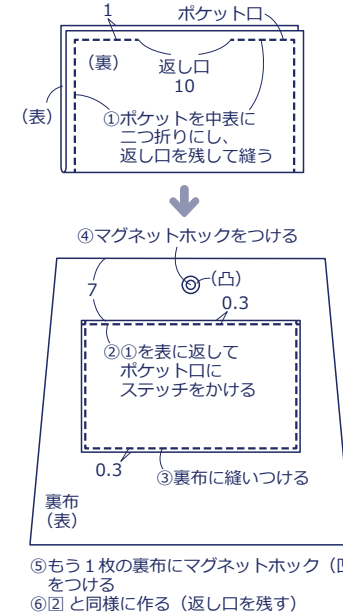 1
ポケット口
(裏)
返し口
10
(表)
①ポケットを中表に
二つ折りにし、
返し口を残して縫う
④マグネットホックをつける
(凸)
7
0.3
②①を表に返して
ポケット口に
ステッチをかける
0.3
③裏布に縫いつける
裏布
(表)
⑤もう1枚の裏布にマグネットホック（凹
をつける
⑥2と同様に作る（返し口を残す）